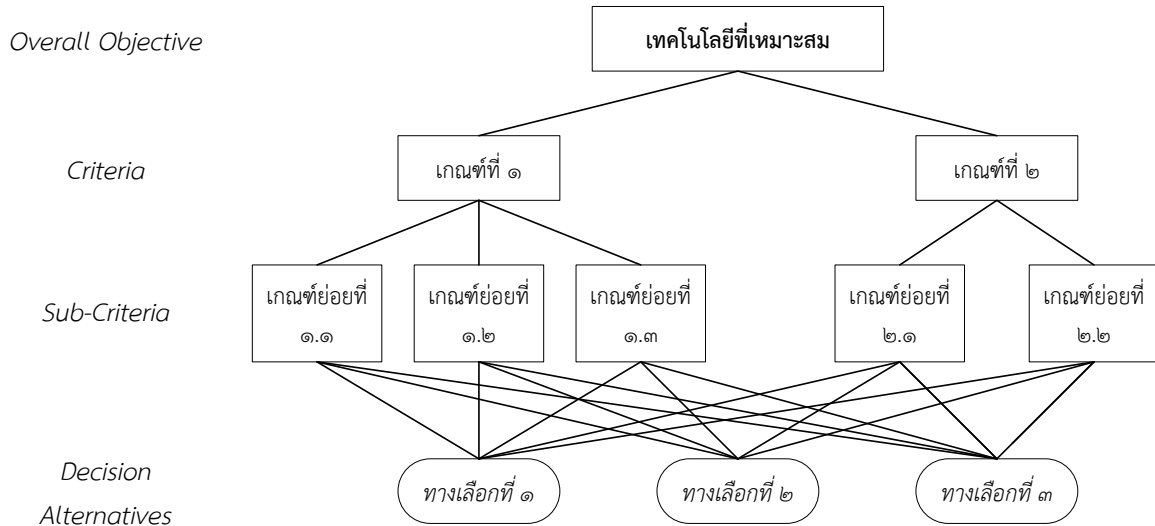 Overall Objective
เทคโนโลยีที่เหมาะสม
Criteria
เกณฑ์ที่ ๑
เกณฑ์ที่ ๒
Sub-Criteria
เกณฑ์ย่อยที่
๑.๑
เกณฑ์ย่อยที่
๑.๒
เกณฑ์ย่อยที่
๑.๓
เกณฑ์ย่อยที่
๒.๑
เกณฑ์ย่อยที่
๒.๒
Decision
Alternatives
ทางเลือกที่ ๑
ทางเลือกที่ ๒
ทางเลือกที่ ๓